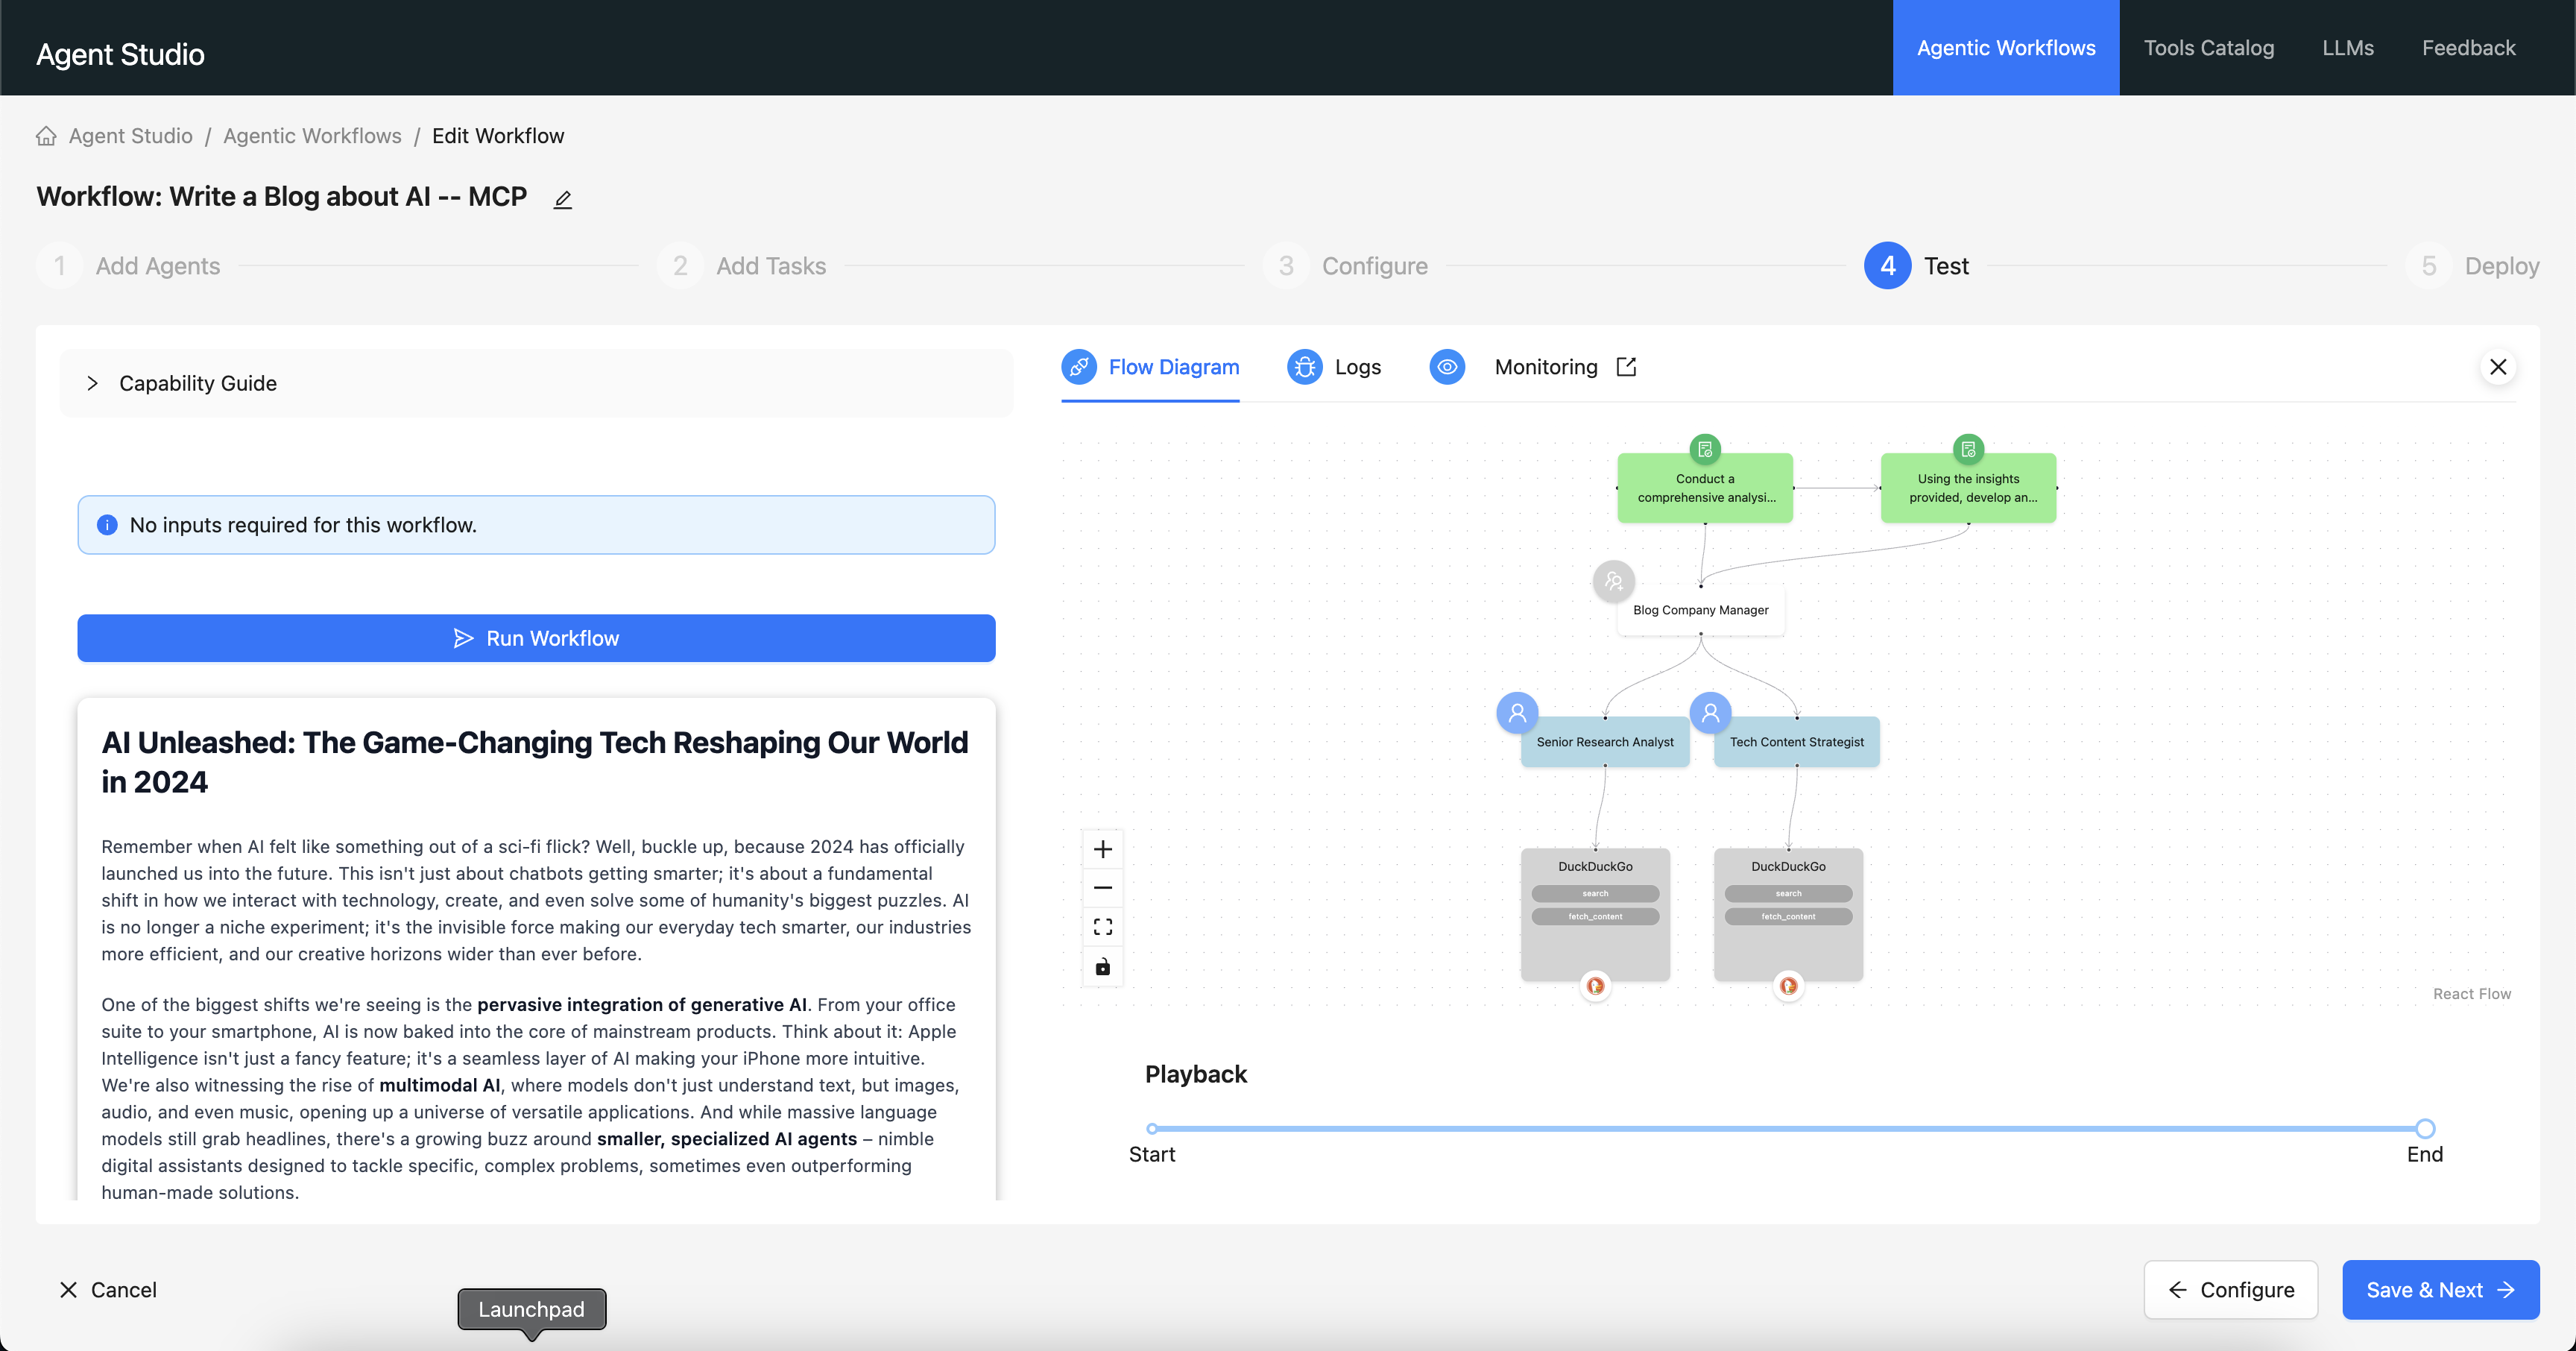 Agent Studio
Agentic Workflows
Tools Catalog
LLMs
Feedback
Agent Studio / Agentic Workflows / Edit Workflow
Workflow: Write a Blog about AI -- MCP
1 Add Agents
2 Add Tasks
3 Configure
4 Test
5 Deploy
Capability Guide
No inputs required for this workflow.
Run Workflow
AI Unleashed: The Game-Changing Tech Reshaping Our World
in 2024
Remember when AI felt like something out of a sci-fi flick? Well, buckle up, because 2024 has officially
launched us into the future. This isn't just about chatbots getting smarter; it's about a fundamental
shift in how we interact with technology, create, and even solve some of humanity's biggest puzzles. AI
is no longer a niche experiment; it's the invisible force making our everyday tech smarter, our industries
more efficient, and our creative horizons wider than ever before.
One of the biggest shifts we're seeing is the pervasive integration of generative AI. From your office
suite to your smartphone, AI is now baked into the core of mainstream products. Think about it: Apple
Intelligence isn't just a fancy feature; it's a seamless layer of AI making your iPhone more intuitive.
We're also witnessing the rise of multimodal AI, where models don't just understand text, but images,
audio, and even music, opening up a universe of versatile applications. And while massive language
models still grab headlines, there's a growing buzz around smaller, specialized AI agents – nimble
digital assistants designed to tackle specific, complex problems, sometimes even outperforming
human-made solutions.
Flow Diagram
Logs
Monitoring
Conduct a
comprehensive analysi...
Using the insights
provided, develop an...
Blog Company Manager
Senior Research Analyst
Tech Content Strategist
DuckDuckGo
search
fetch_content
DuckDuckGo
search
fetch_content
React Flow
Playback
Start
End
Cancel
Launchpad
Configure
Save & Next